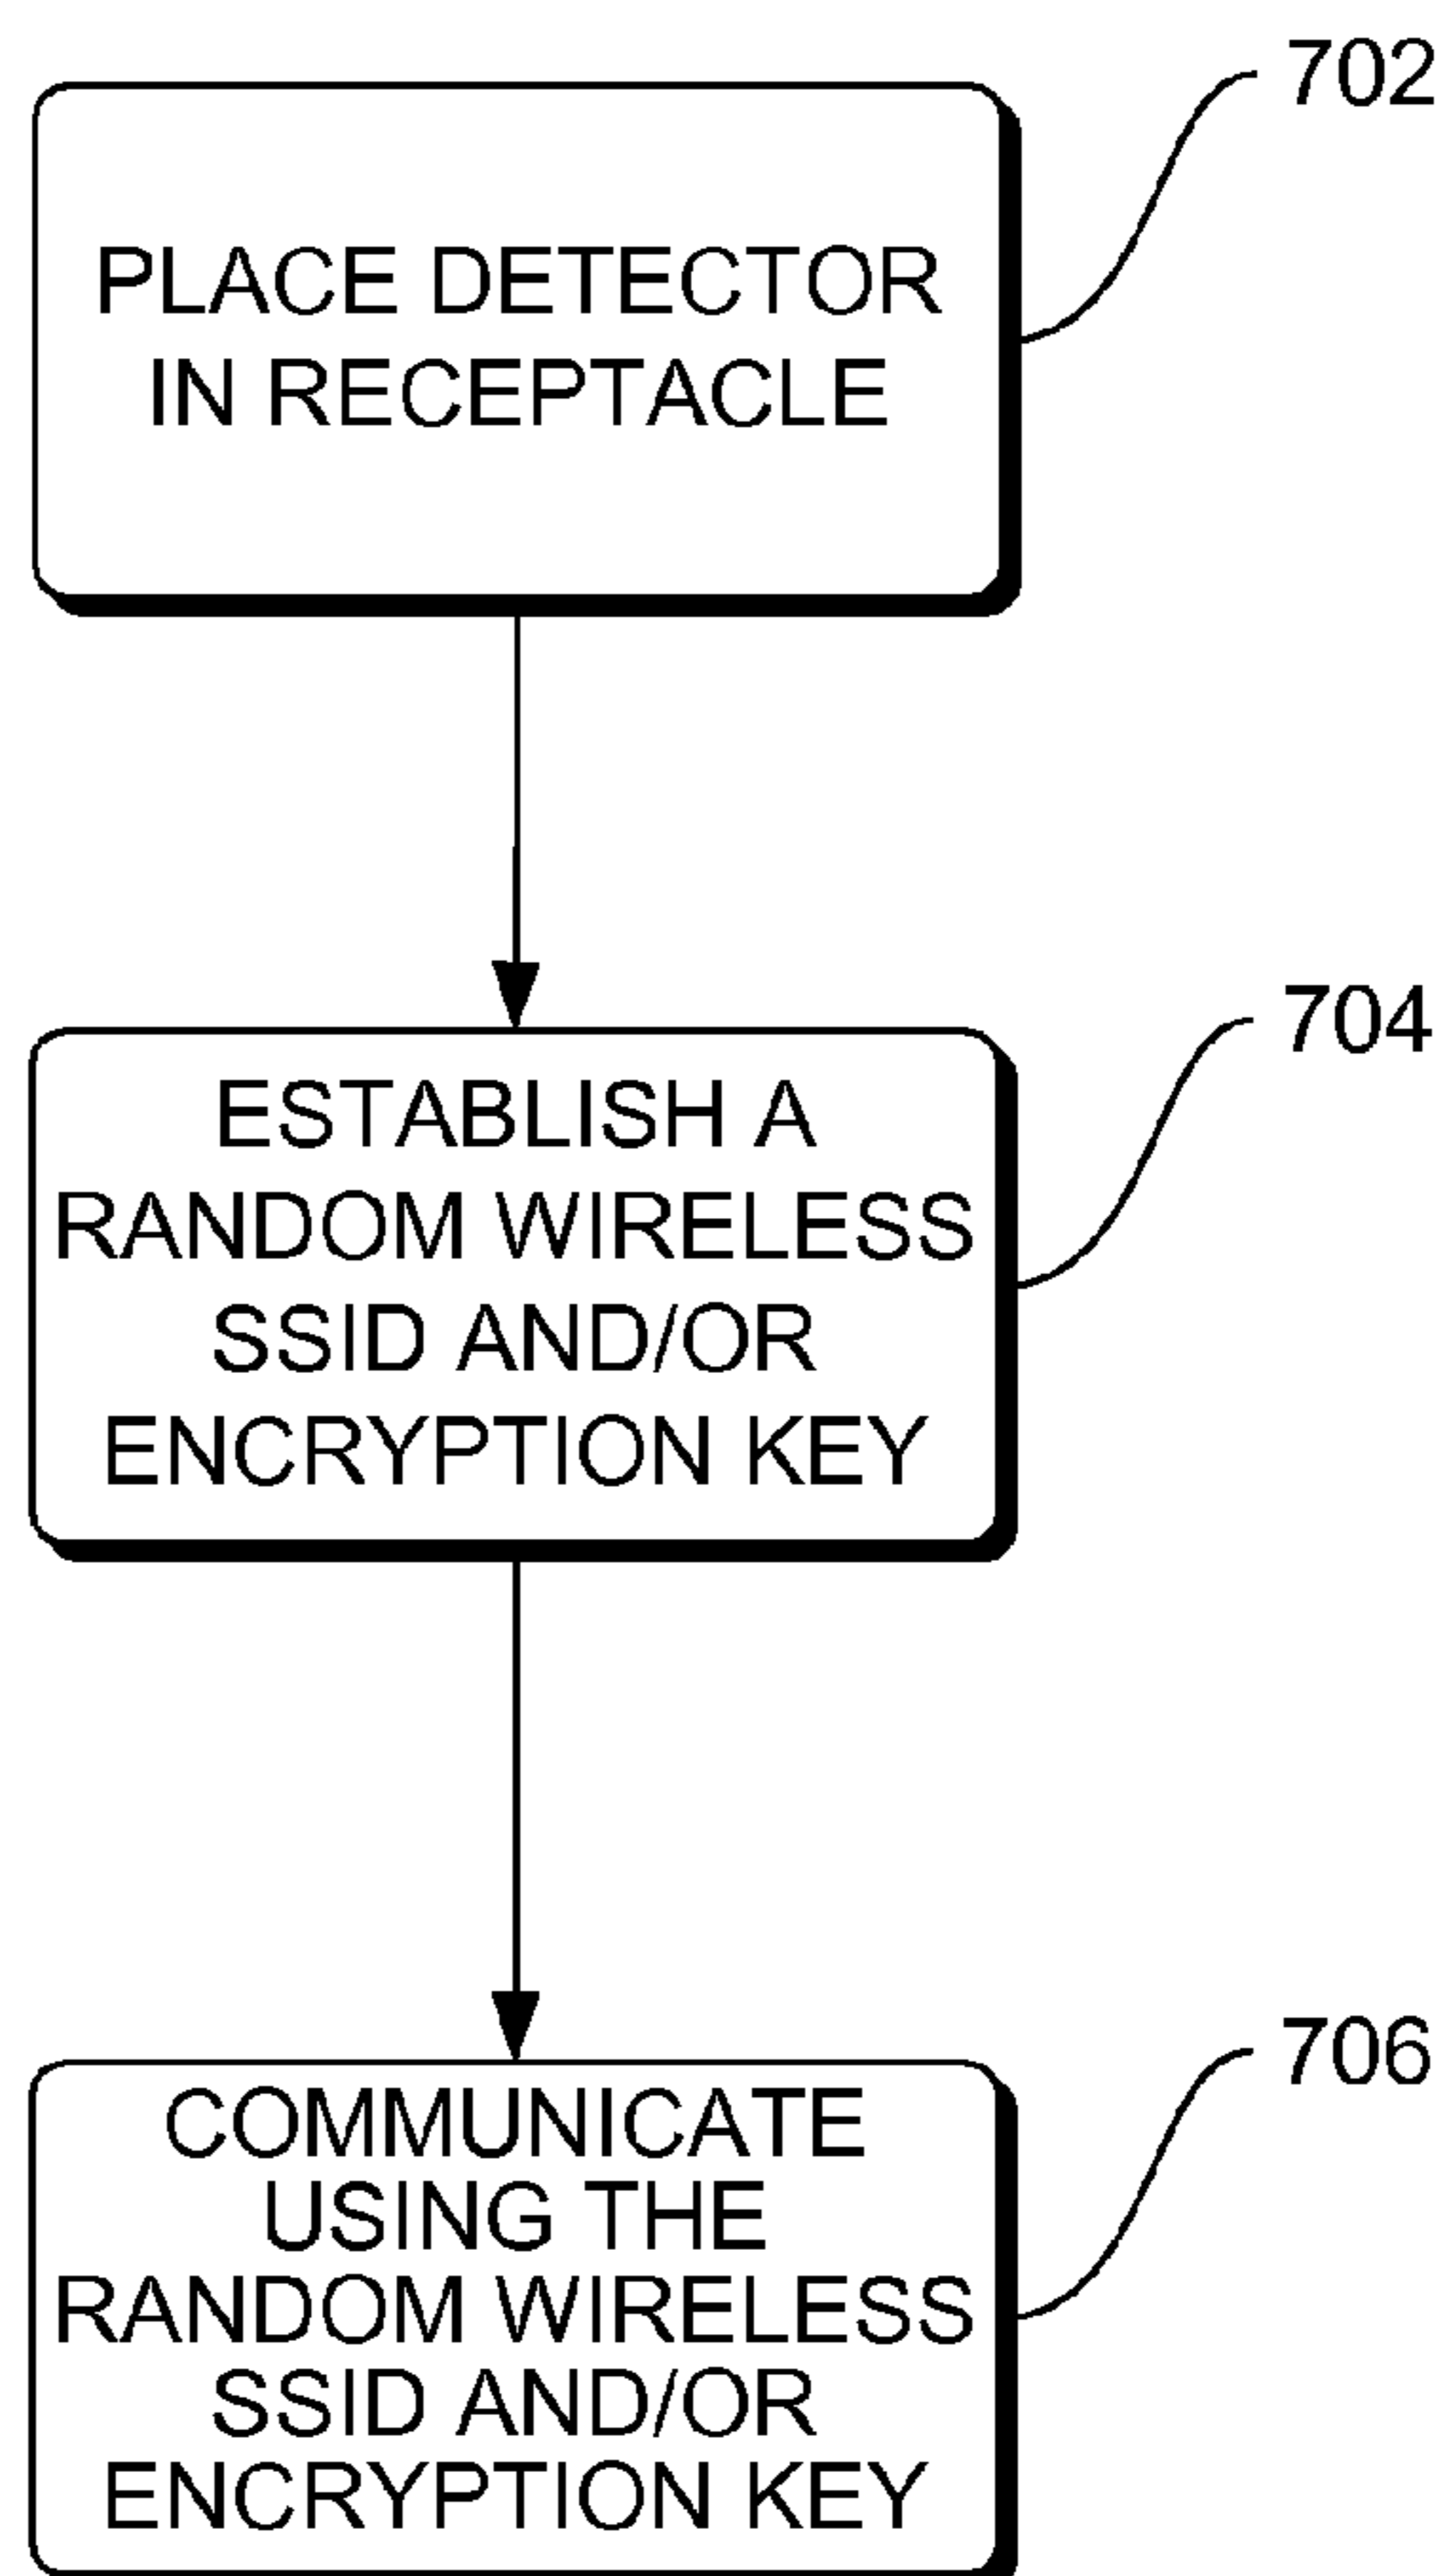 702
PLACE DETECTOR
IN RECEPTACLE
704
ESTABLISH A
RANDOM WIRELESS
SSID AND/OR
ENCRYPTION KEY
706
COMMUNICATE
USING THE
RANDOM WIRELESS
SSID AND/OR
ENCRYPTION KEY